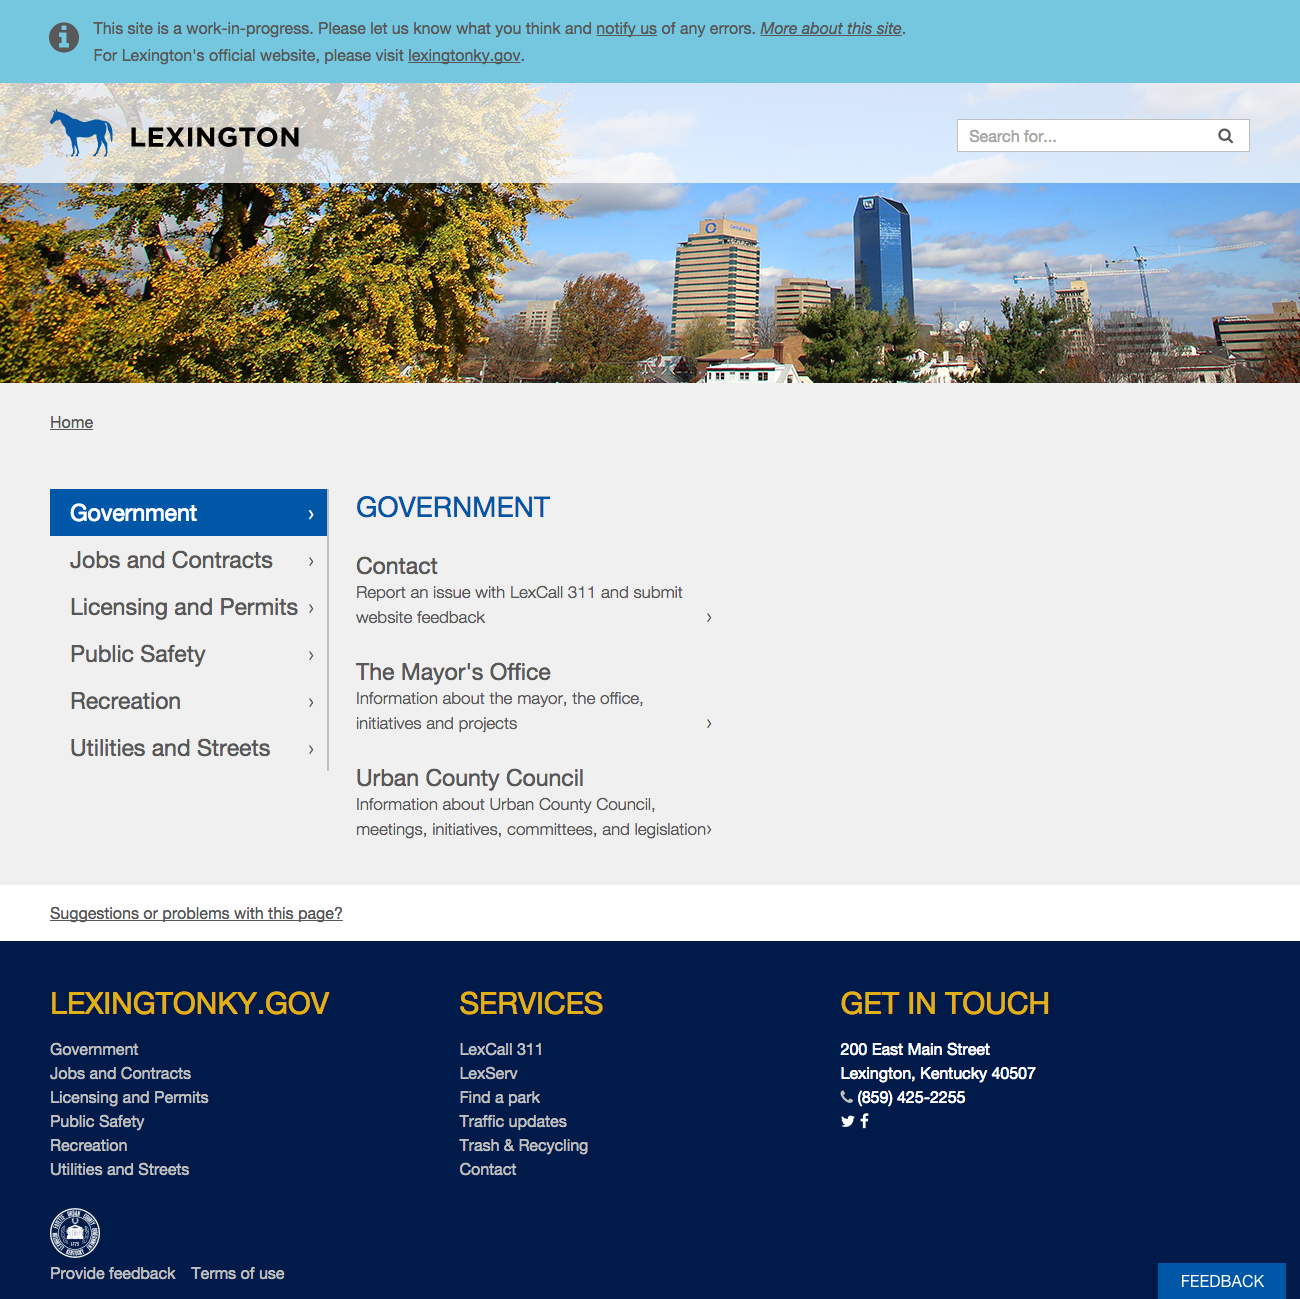 This site is a work-in-progress. Please let us know what you think and notify us of any errors. More about this site.
For Lexington's official website, please visit lexingtonky.gov.
LEXINGTON
Search for...
Home
Government ›
Jobs and Contracts ›
Licensing and Permits ›
Public Safety ›
Recreation ›
Utilities and Streets ›
GOVERNMENT
Contact
Report an issue with LexCall 311 and submit
website feedback ›
The Mayor's Office
Information about the mayor, the office,
initiatives and projects ›
Urban County Council
Information about Urban County Council,
meetings, initiatives, committees, and legislation›
Suggestions or problems with this page?
LEXINGTONKY.GOV
Government
Jobs and Contracts
Licensing and Permits
Public Safety
Recreation
Utilities and Streets
SERVICES
LexCall 311
LexServ
Find a park
Traffic updates
Trash & Recycling
Contact
GET IN TOUCH
200 East Main Street
Lexington, Kentucky 40507
(859) 425-2255
Provide feedback Terms of use
FEEDBACK